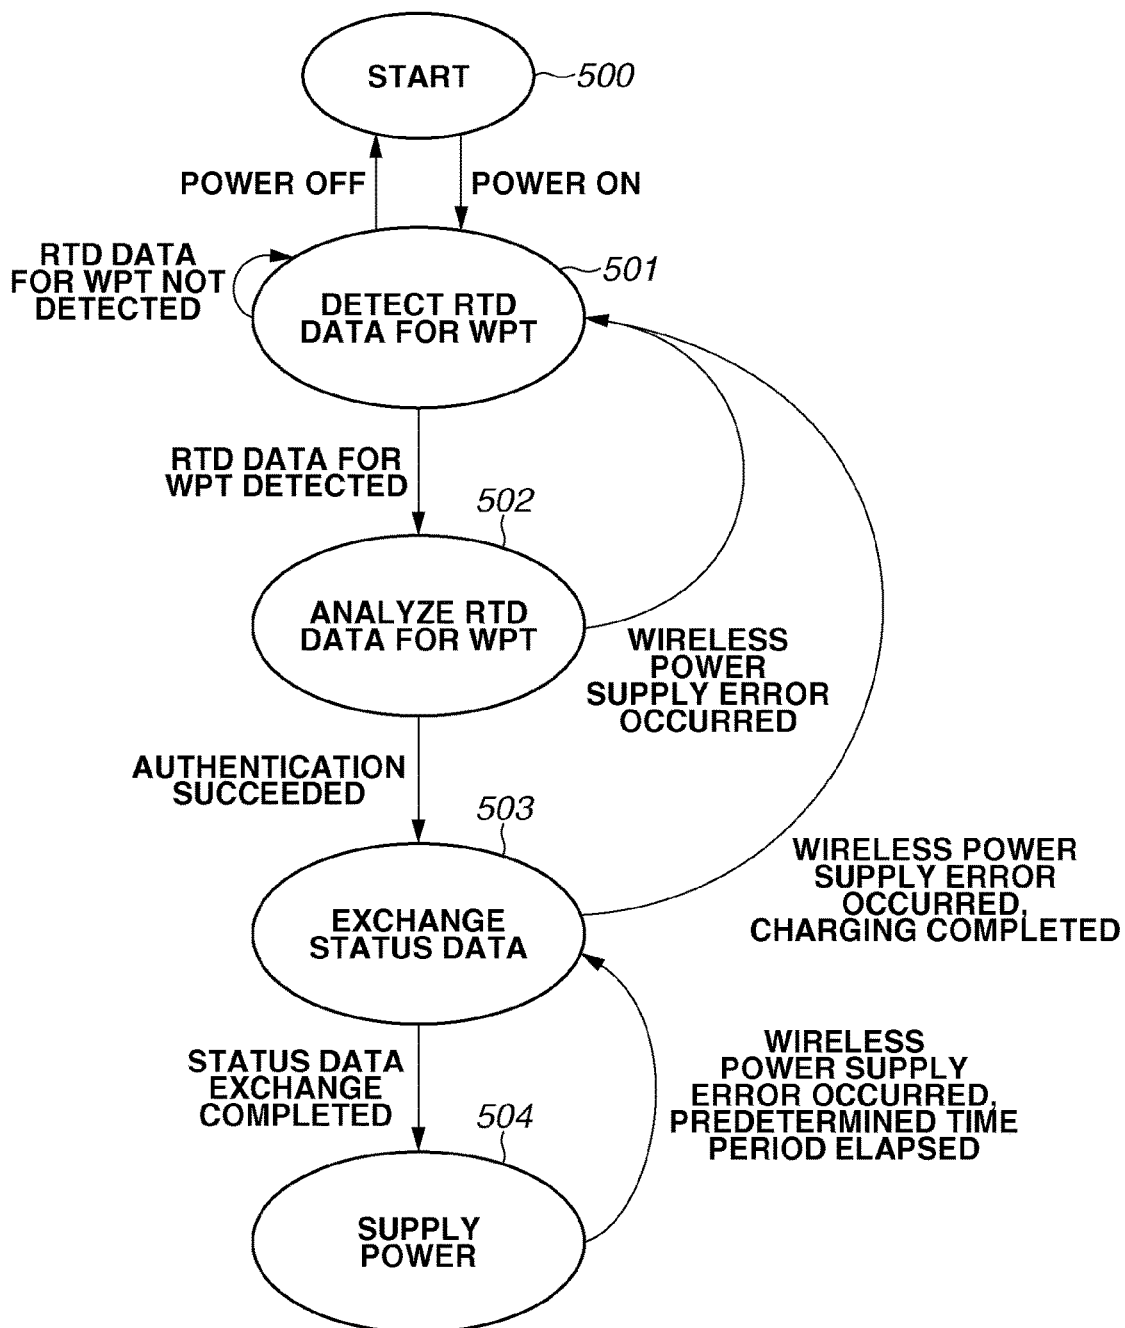 START
500
POWER OFF
POWER ON
RTD DATA
FOR WPT NOT
DETECTED
501
DETECT RTD
DATA FOR WPT
RTD DATA FOR
WPT DETECTED
502
ANALYZE RTD
DATA FOR WPT
WIRELESS
POWER
SUPPLY ERROR
OCCURRED
AUTHENTICATION
SUCCEEDED
503
EXCHANGE
STATUS DATA
WIRELESS POWER
SUPPLY ERROR
OCCURRED,
CHARGING COMPLETED
STATUS DATA
EXCHANGE
COMPLETED
504
WIRELESS
POWER SUPPLY
ERROR OCCURRED,
PREDETERMINED TIME
PERIOD ELAPSED
SUPPLY
POWER